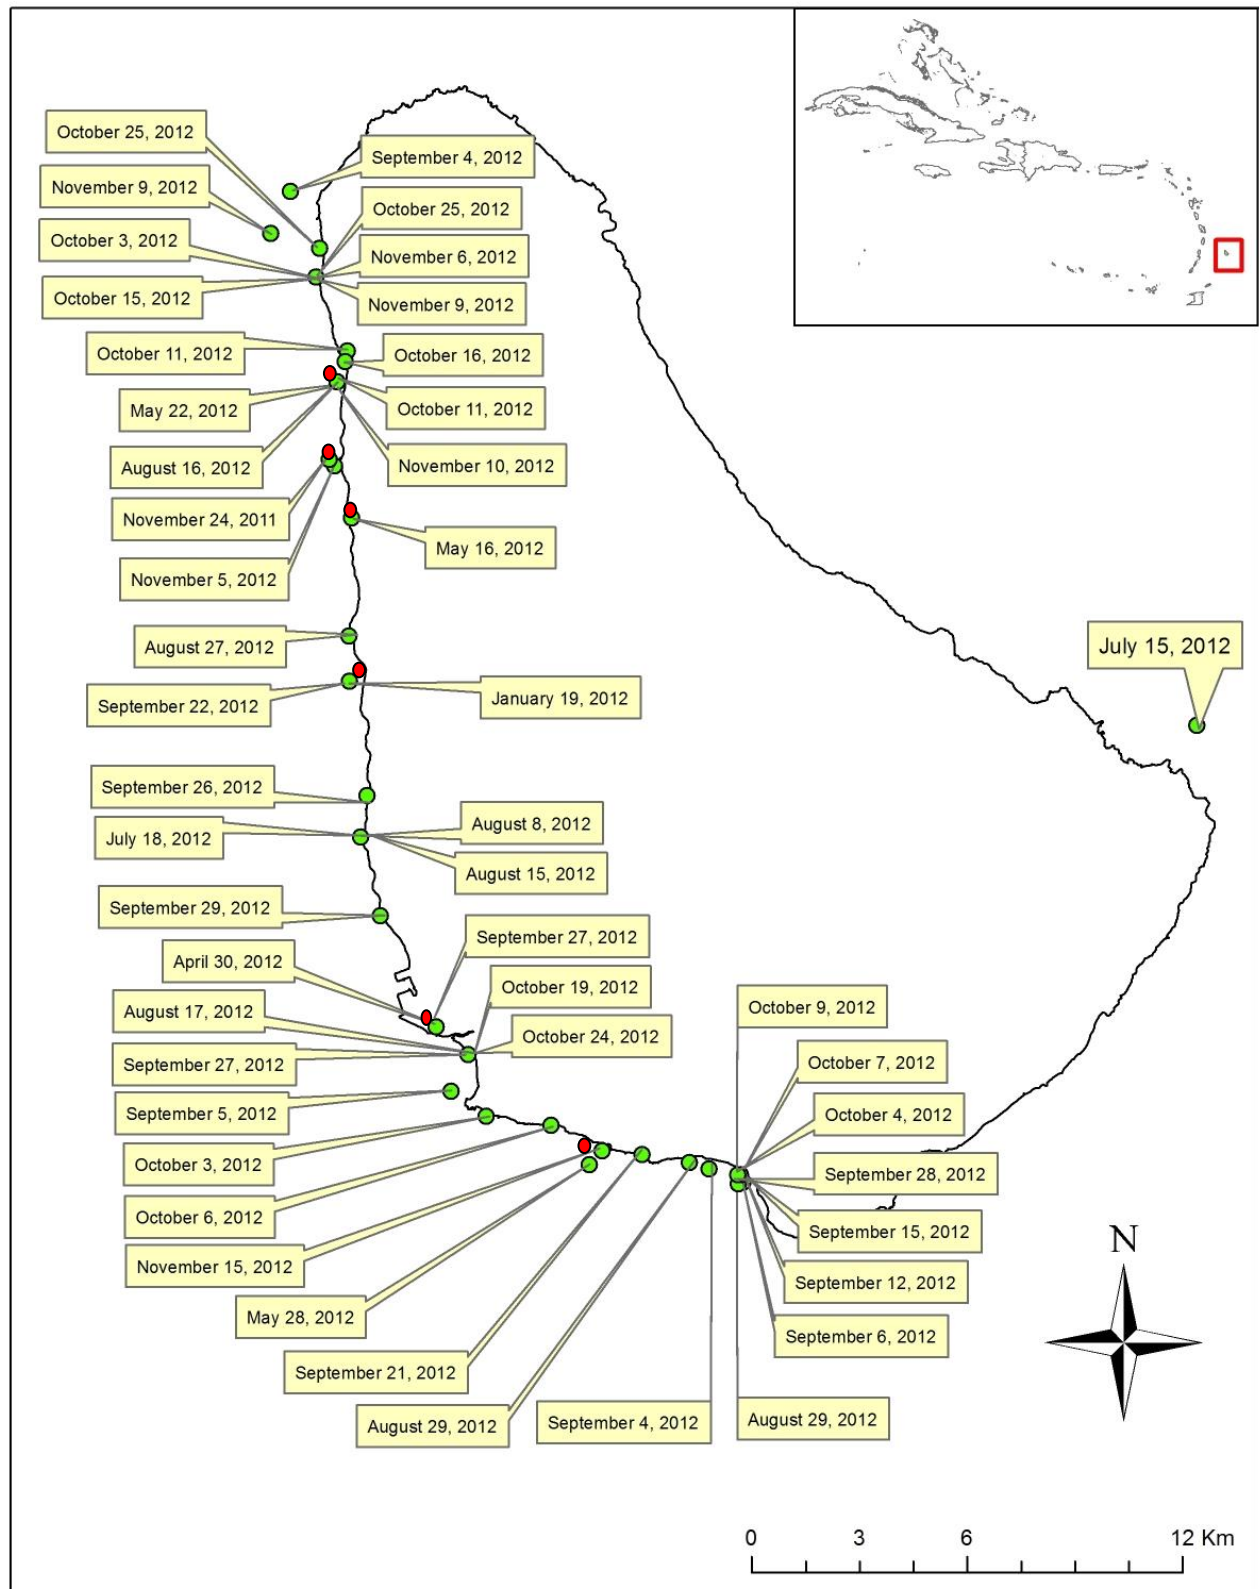 October 25, 2012
September 4, 2012
November 9, 2012
October 25, 2012
October 3, 2012
November 6, 2012
October 15, 2012
November 9, 2012
October 11, 2012
October 16, 2012
May 22, 2012
October 11, 2012
August 16, 2012
November 10, 2012
November 24, 2011
May 16, 2012
November 5, 2012
August 27, 2012
July 15, 2012
September 22, 2012
January 19, 2012
September 26, 2012
August 8, 2012
July 18, 2012
August 15, 2012
September 29, 2012
September 27, 2012
April 30, 2012
October 19, 2012
August 17, 2012
October 9, 2012
October 24, 2012
September 27, 2012
October 7, 2012
September 5, 2012
October 4, 2012
October 3, 2012
September 28, 2012
October 6, 2012
September 15, 2012
November 15, 2012
September 12, 2012
May 28, 2012
September 6, 2012
September 21, 2012
August 29, 2012
September 4, 2012
August 29, 2012
N
0 3 6 12 Km